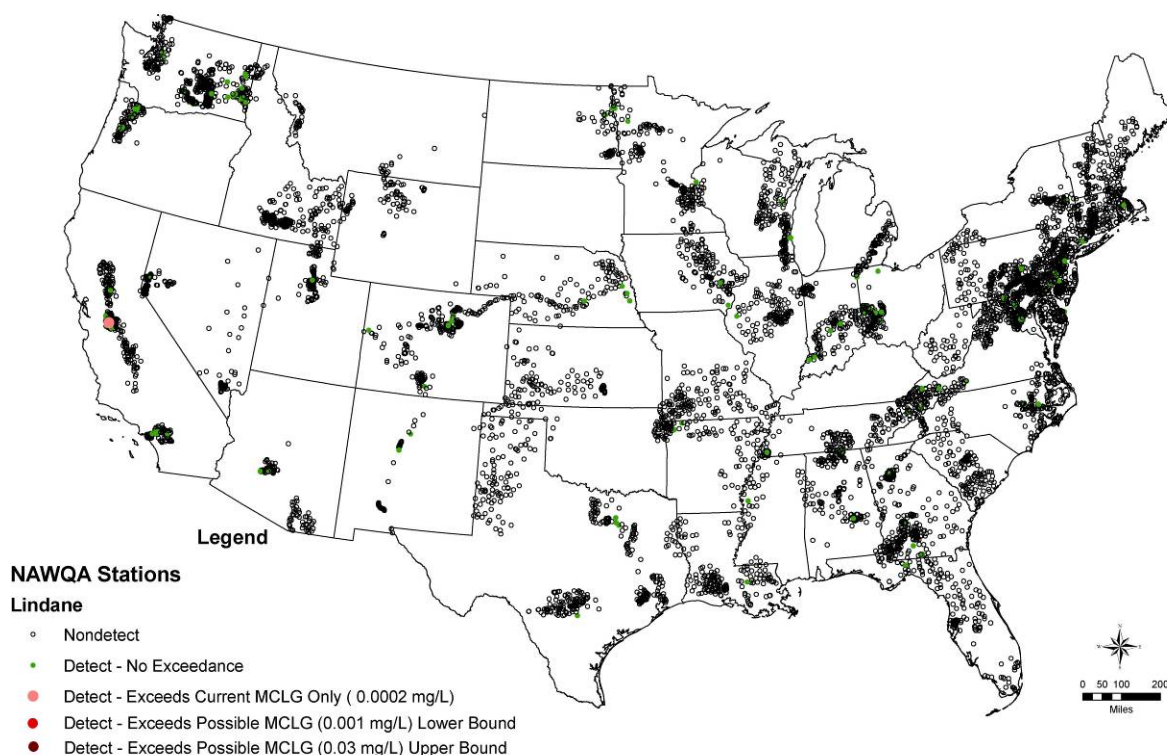 Legend
NAWQA Stations
Lindane
Nondetect
Detect - No Exceedance
Detect - Exceeds Current MCLG Only ( 0.0002 mg/L)
Detect - Exceeds Possible MCLG (0.001 mg/L) Lower Bound
Detect - Exceeds Possible MCLG (0.03 mg/L) Upper Bound
N
W E
S
0 50 100 200
Miles